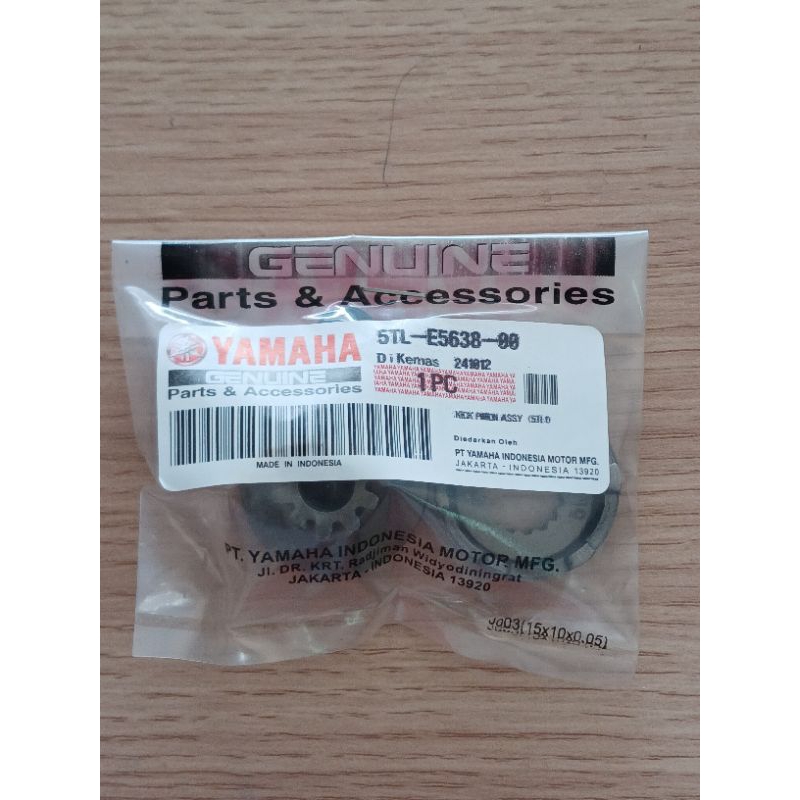 GENUINE
Parts & Accessories
YAMAHA
GENUINE
Parts & Accessories
MADE IN INDONESIA
5TL-E5638-00
Di Kemas 241012
1PC
KICK PINION ASSY (5TL1)
Diedarkan Oleh
PT YAMAHA INDONESIA MOTOR MFG.
JAKARTA - INDONESIA 13920
PT. YAMAHA INDONESIA MOTOR MFG.
Jl. DR. KRT. Radjiman Widyodiningrat
JAKARTA - INDONESIA 13920
(15x10x0.05)